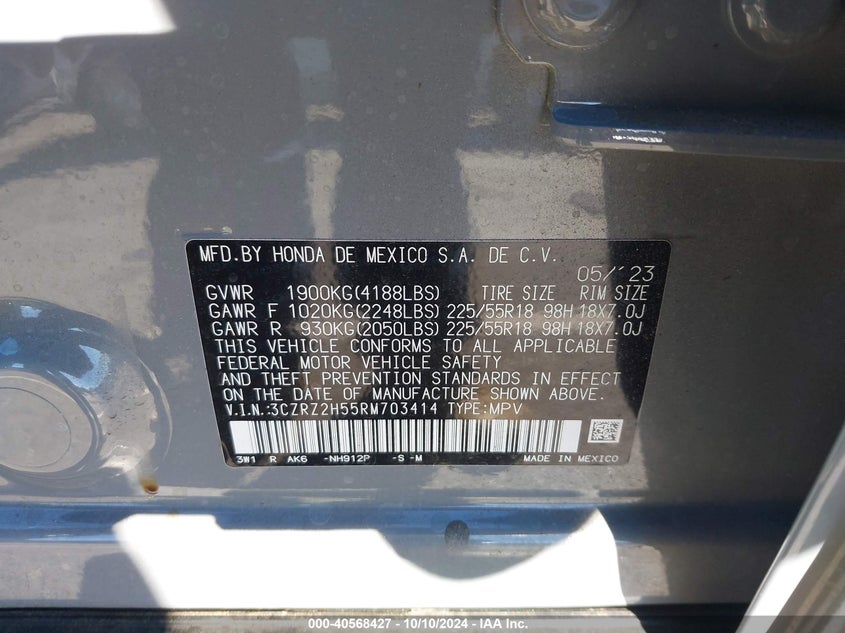 MFD.BY HONDA DE MEXICO S.A. DE C.V.
05/'23
GVWR 1900KG(4188LBS) TIRE SIZE RIM SIZE
GAWR F 1020KG(2248LBS) 225/55R18 98H 18X7.0J
GAWR R 930KG(2050LBS) 225/55R18 98H 18X7.0J
THIS VEHICLE CONFORMS TO ALL APPLICABLE
FEDERAL MOTOR VEHICLE SAFETY
AND THEFT PREVENTION STANDARDS IN EFFECT
ON THE DATE OF MANUFACTURE SHOWN ABOVE.
V.I.N.:3CZRZ2H55RM703414 TYPE:MPV
3W1 R AK6 -NH912P -S -M MADE IN MEXICO
000-40568427 - 10/10/2024 - IAA Inc.